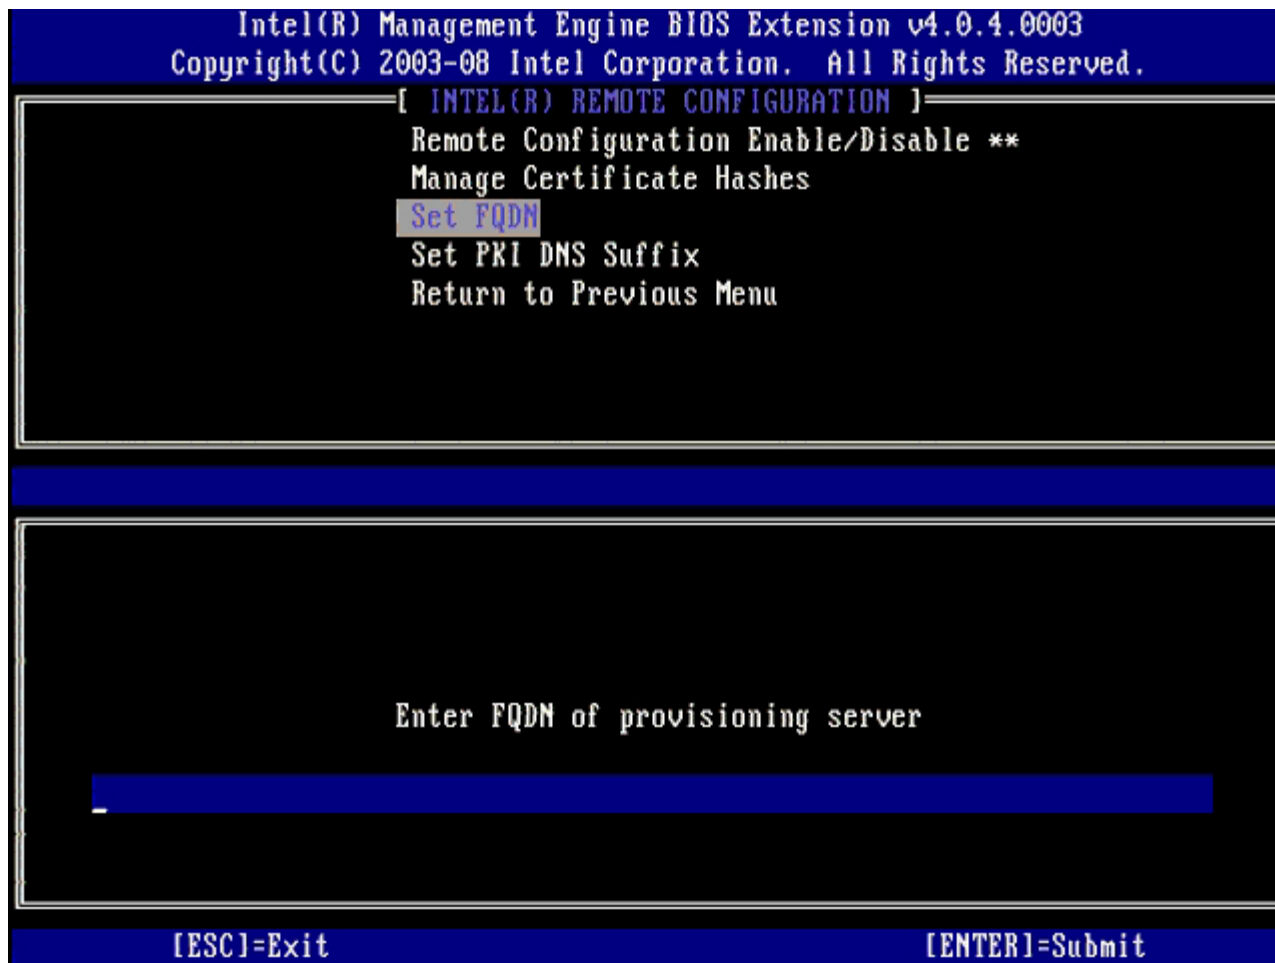 Intel(R) Management Engine BIOS Extension v4.0.4.0003
Copyright(C) 2003-08 Intel Corporation. All Rights Reserved.
[ INTEL(R) REMOTE CONFIGURATION ]
Remote Configuration Enable/Disable **
Manage Certificate Hashes
Set FQDN
Set PKI DNS Suffix
Return to Previous Menu
Enter FQDN of provisioning server
[ESC]=Exit [ENTER]=Submit